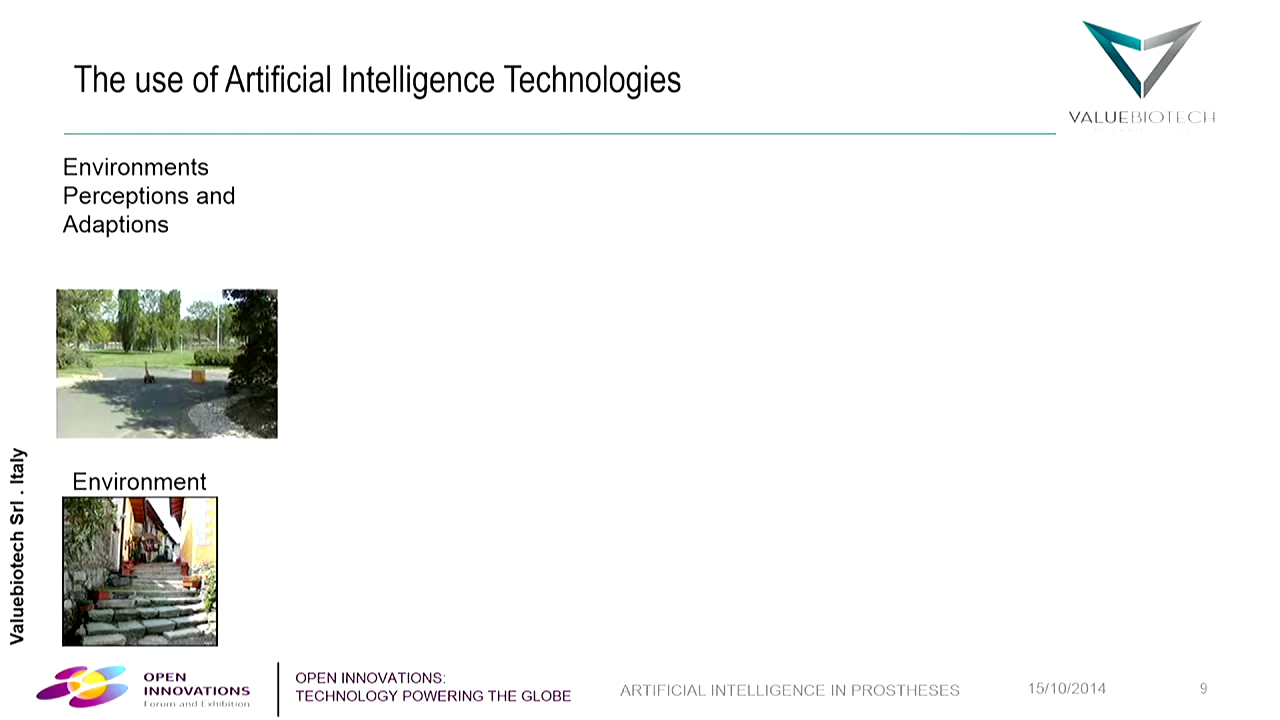 The use of Artificial Intelligence Technologies
VALUEBIOTECH
Environments
Perceptions and
Adaptions
Environment
Valuebiotech Srl . Italy
OPEN
INNOVATIONS
Forum and Exhibition
OPEN INNOVATIONS:
TECHNOLOGY POWERING THE GLOBE
ARTIFICIAL INTELLIGENCE IN PROSTHESES
15/10/2014
9